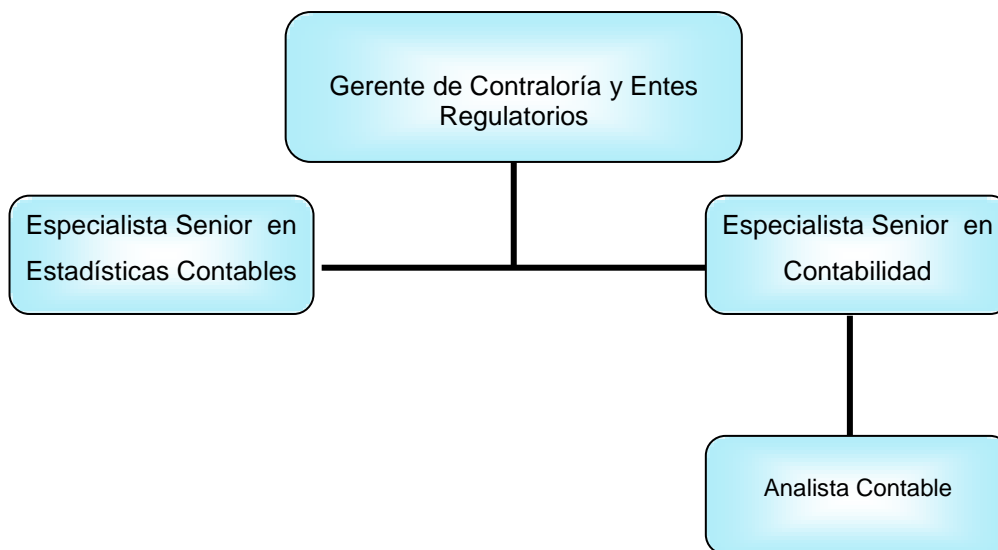 Gerente de Contraloría y Entes
Regulatorios
Especialista Senior en
Estadísticas Contables
Especialista Senior en
Contabilidad
Analista Contable